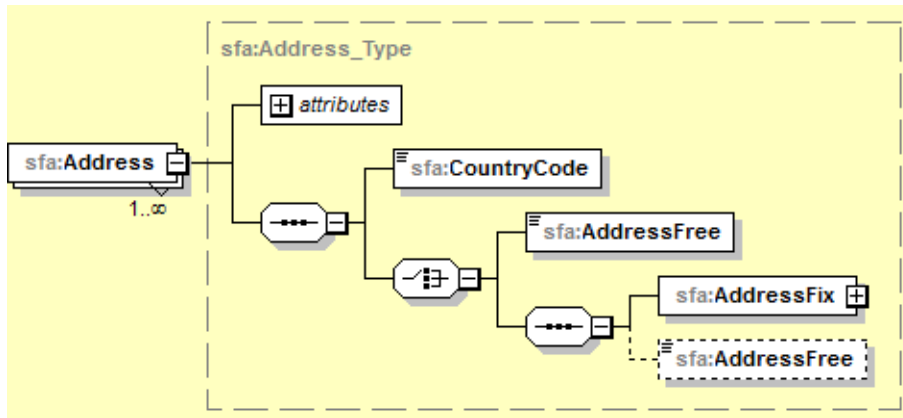 sfa:Address_Type
attributes
sfa:Address
1..∞
sfa:CountryCode
sfa:AddressFree
sfa:AddressFix
sfa:AddressFree